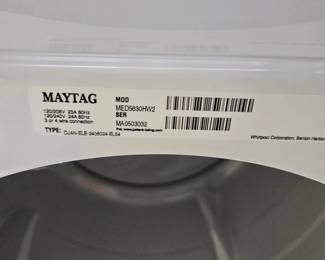 MAYTAG
120/208V 23A 60Hz
120/240V 24A 60Hz
3 or 4 wire connection
MOD
MED5630HW2
SER
MA0503032
TYPE:
Whirlpool Corporation, Benton Harbor